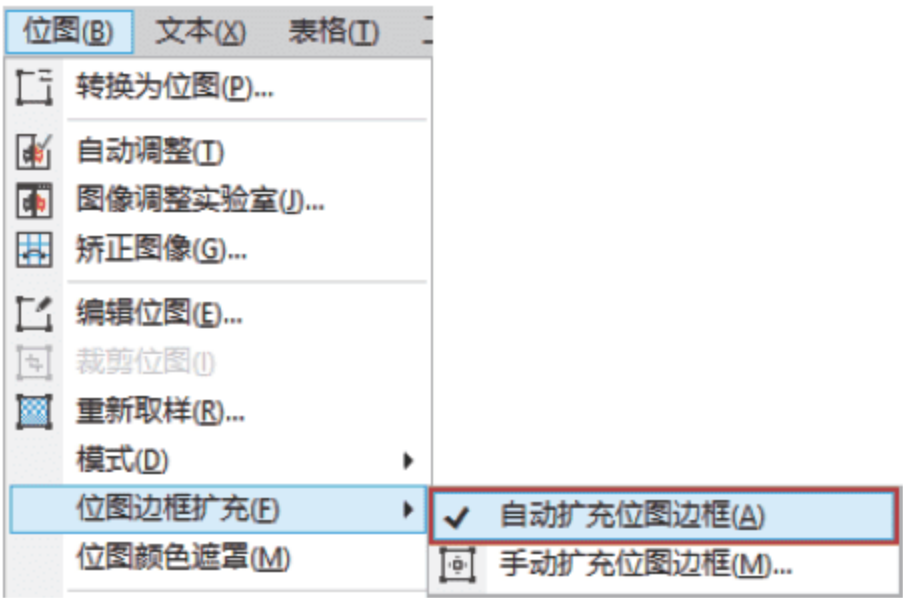 位图(B) 文本(X) 表格(T)
转换为位图(P)...
自动调整(T)
图像调整实验室(J)...
矫正图像(G)...
编辑位图(E)...
裁剪位图(I)
重新取样(R)...
模式(D)
位图边框扩充(F)
自动扩充位图边框(A)
位图颜色遮罩(M)
手动扩充位图边框(M)...